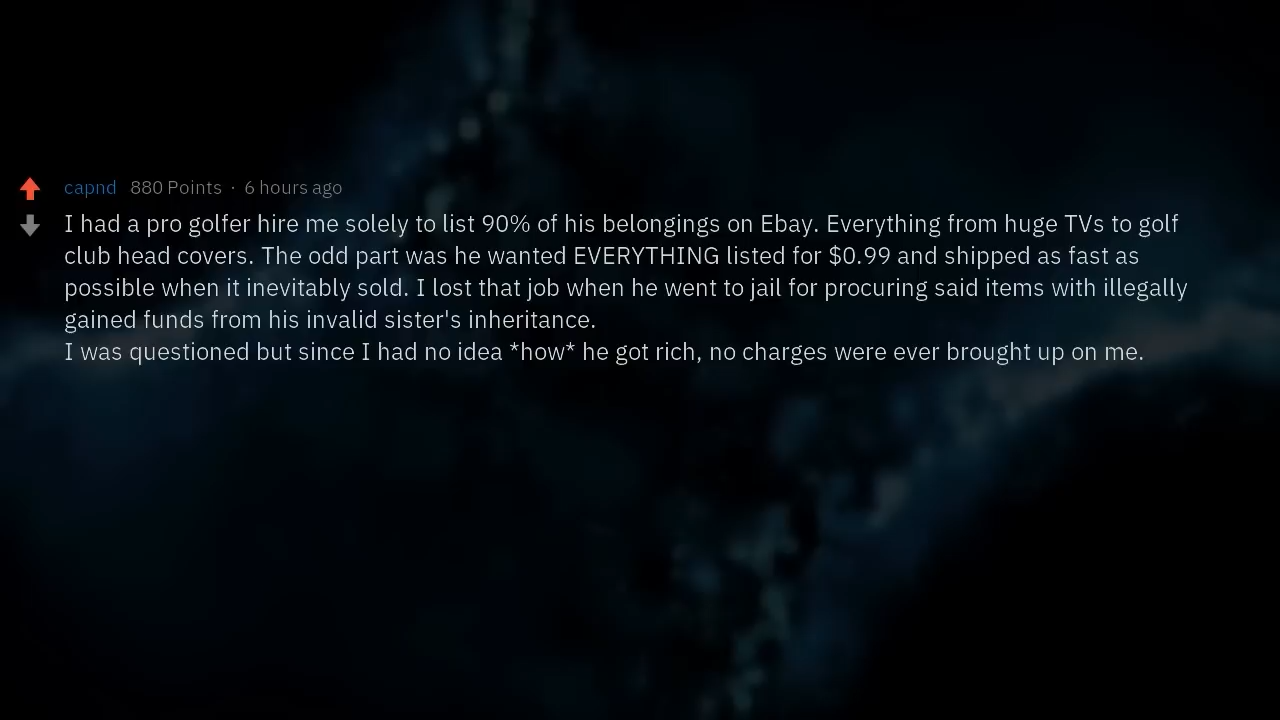 capnd 880 Points · 6 hours ago
I had a pro golfer hire me solely to list 90% of his belongings on Ebay. Everything from huge TVs to golf
club head covers. The odd part was he wanted EVERYTHING listed for $0.99 and shipped as fast as
possible when it inevitably sold. I lost that job when he went to jail for procuring said items with illegally
gained funds from his invalid sister's inheritance.
I was questioned but since I had no idea *how* he got rich, no charges were ever brought up on me.